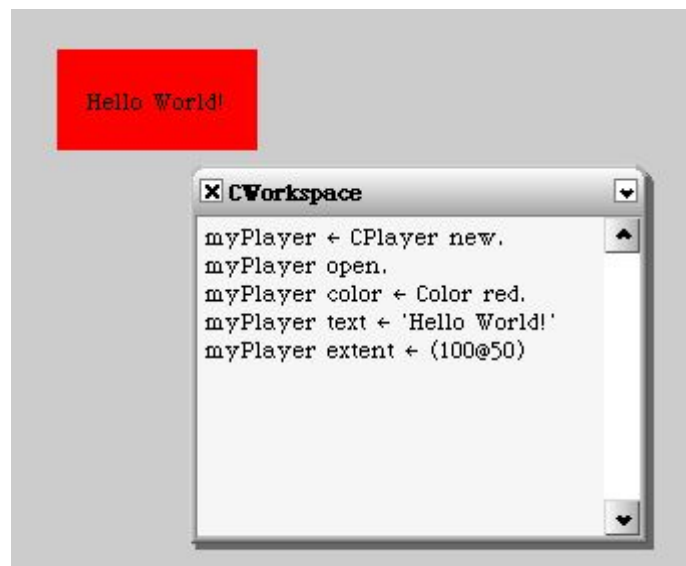 Hello World!
CWorkspace
myPlayer ← CPlayer new.
myPlayer open.
myPlayer color ← Color red.
myPlayer text ← 'Hello World!'
myPlayer extent ← (100@50)